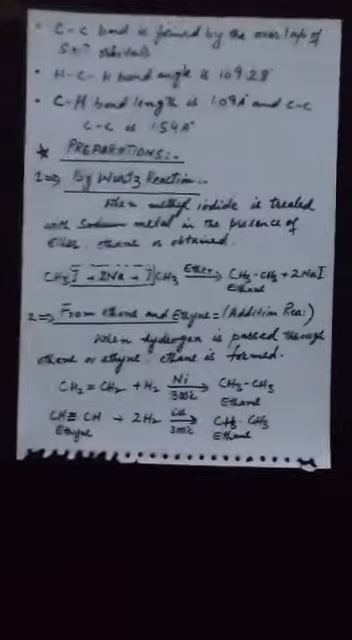 • C-C bond is formed by the overlap of
Sp³ orbitals
• H-C-H bond angle is 109.28
• C-H bond length is 1.09A° and C-C
C-C is 1.54A°
* PREPARATIONS:-
1⇒ By Wurtz Reaction:-
When methyl iodide is treated
with Sodium metal in the presence of
Ether, ethane is obtained.
CH₃ I + 2Na + I CH₃ Ether → CH₃-CH₃ + 2NaI
Ethane
2⇒ From ethene and Ethyne= (Addition Rea:)
When hydrogen is passed through
ethene or ethyne, ethane is formed.
CH₂=CH₂ + H₂ Ni 300°C → CH₃-CH₃
Ethane
CH≡CH + 2H₂ 300°C → CH₃-CH₃
Ethyne Ethane